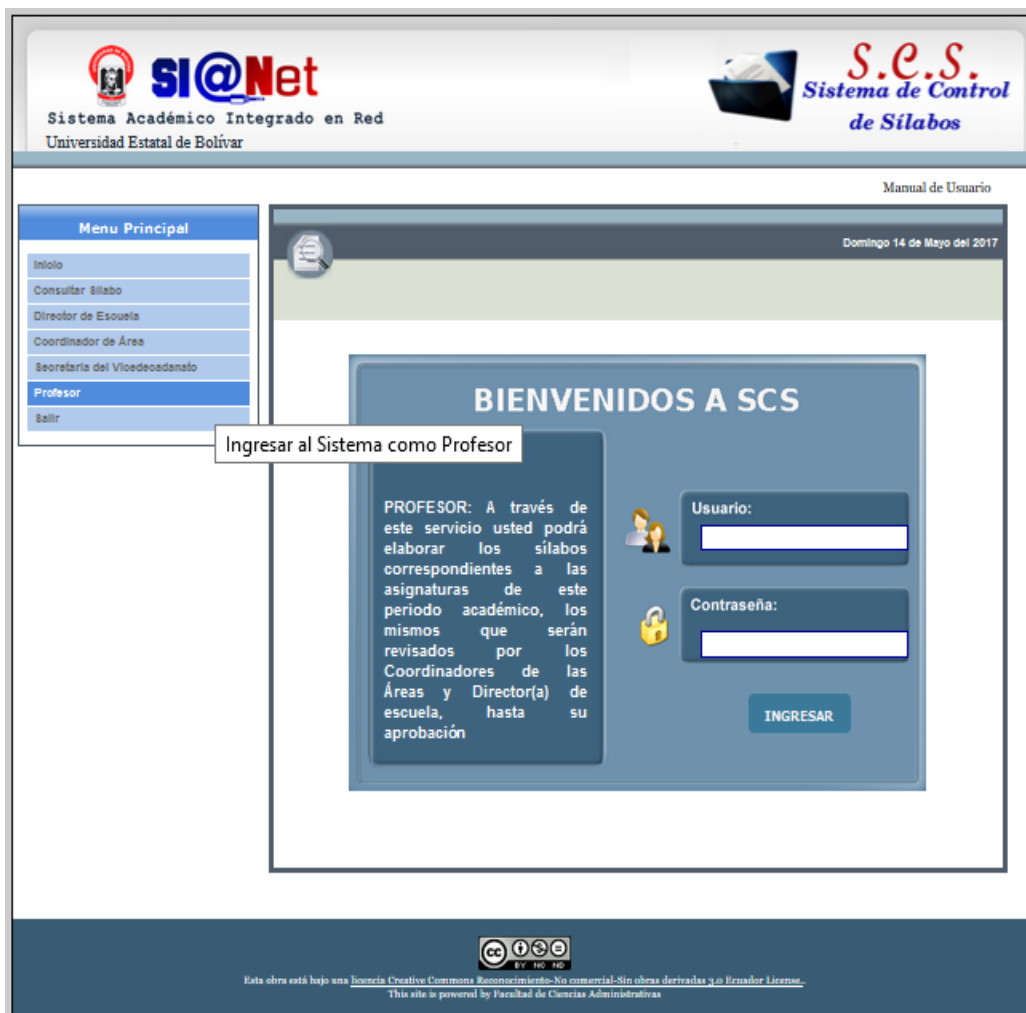 SI@Net
Sistema Académico Integrado en Red
Universidad Estatal de Bolívar
S.C.S.
Sistema de Control
de Sílabos
Manual de Usuario
Menu Principal
Inicio
Consultar Sílabo
Director de Escuela
Coordinador de Área
Secretaria del Vicedecadanato
Profesor
Salir
Domingo 14 de Mayo del 2017
Ingresar al Sistema como Profesor
BIENVENIDOS A SCS
PROFESOR: A través de
este servicio usted podrá
elaborar los sílabos
correspondientes a las
asignaturas de este
periodo académico, los
mismos que serán
revisados por los
Coordinadores de las
Áreas y Director(a) de
escuela, hasta su
aprobación
Usuario:
Contraseña:
INGRESAR
cc
BY NC ND
Esta obra está bajo una licencia Creative Commons Reconocimiento-No comercial-Sin obras derivadas 3.0 Ecuador License.
This site is powered by Facultad de Ciencias Administrativas